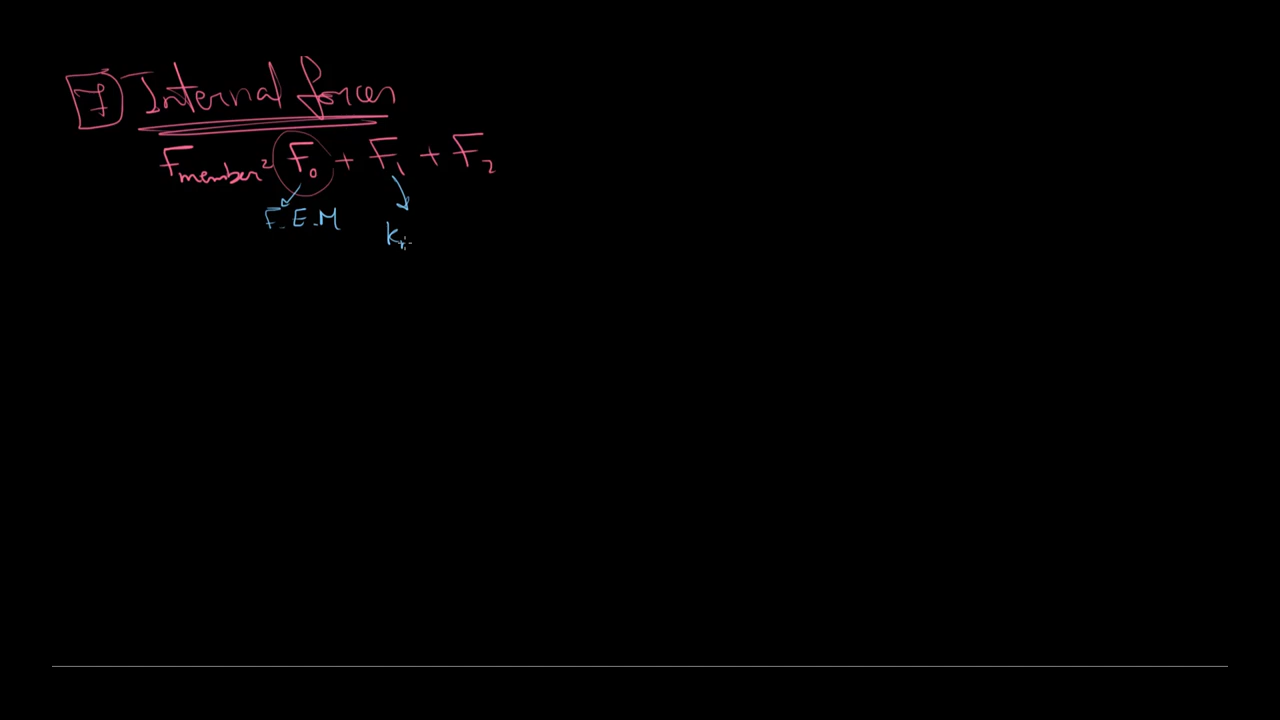 7 Internal forces
Fmember = F₀ + F₁ + F₂
F.E.M